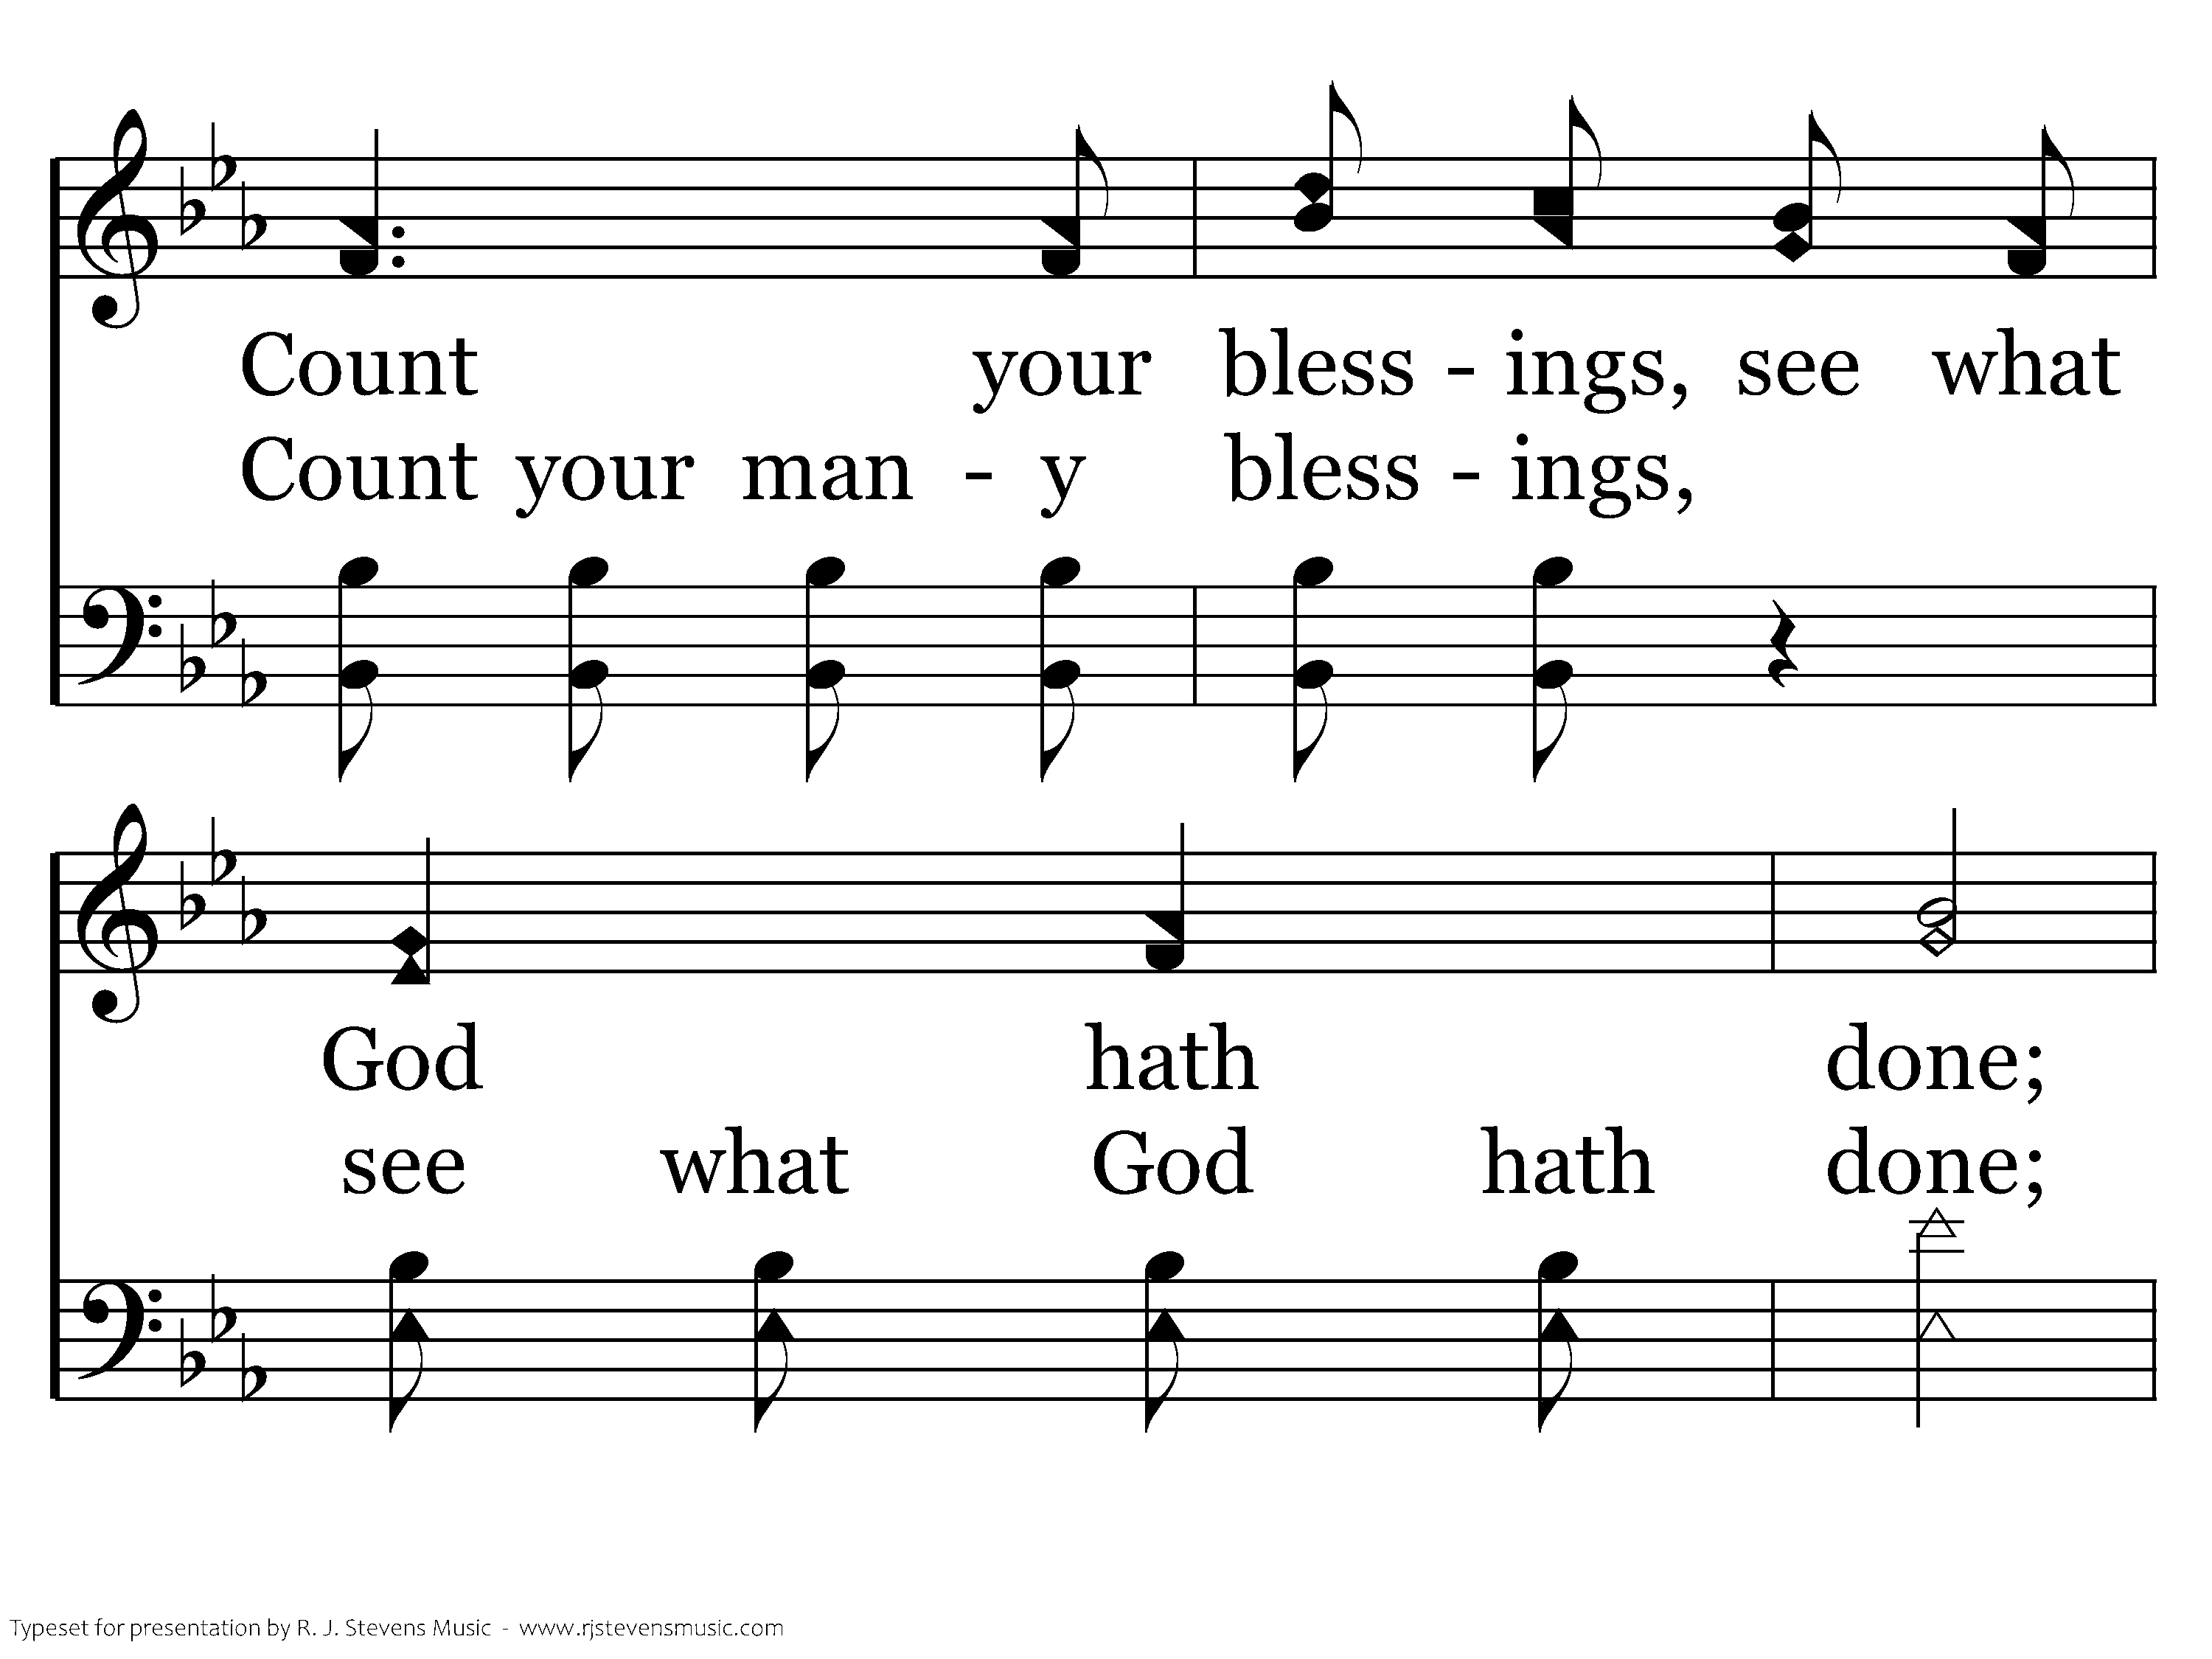 Count your bless - ings, see what
Count your man - y bless - ings,
God hath done;
see what God hath done;
Typeset for presentation by R. J. Stevens Music - www.rjstevensmusic.com